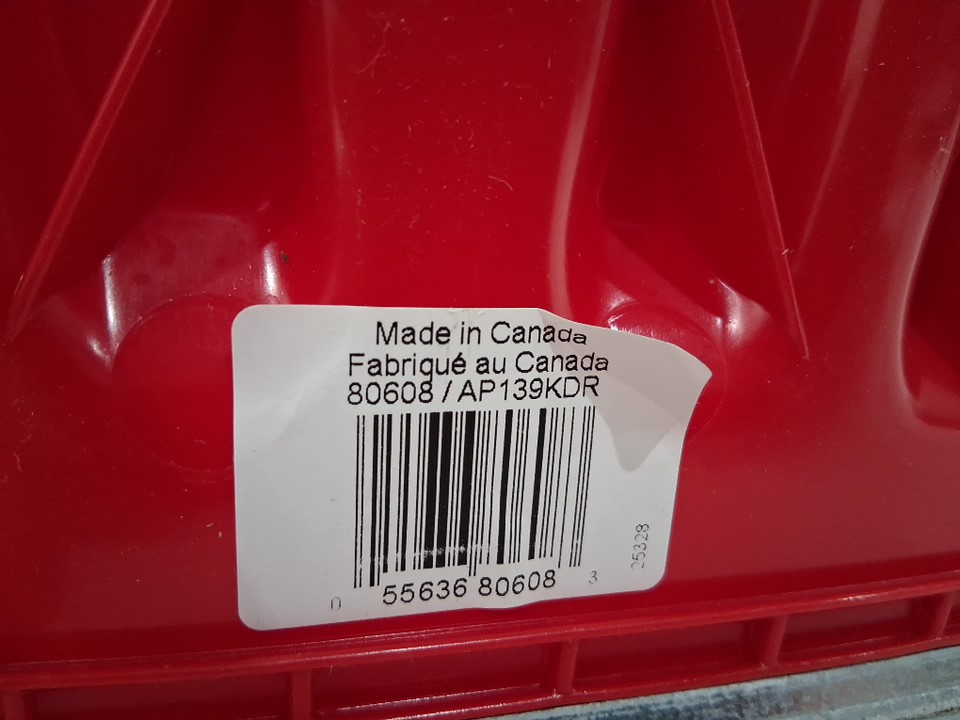 Made in Canada
Fabriqué au Canada
80608 / AP139KDR
0 55636 80608 3
25328